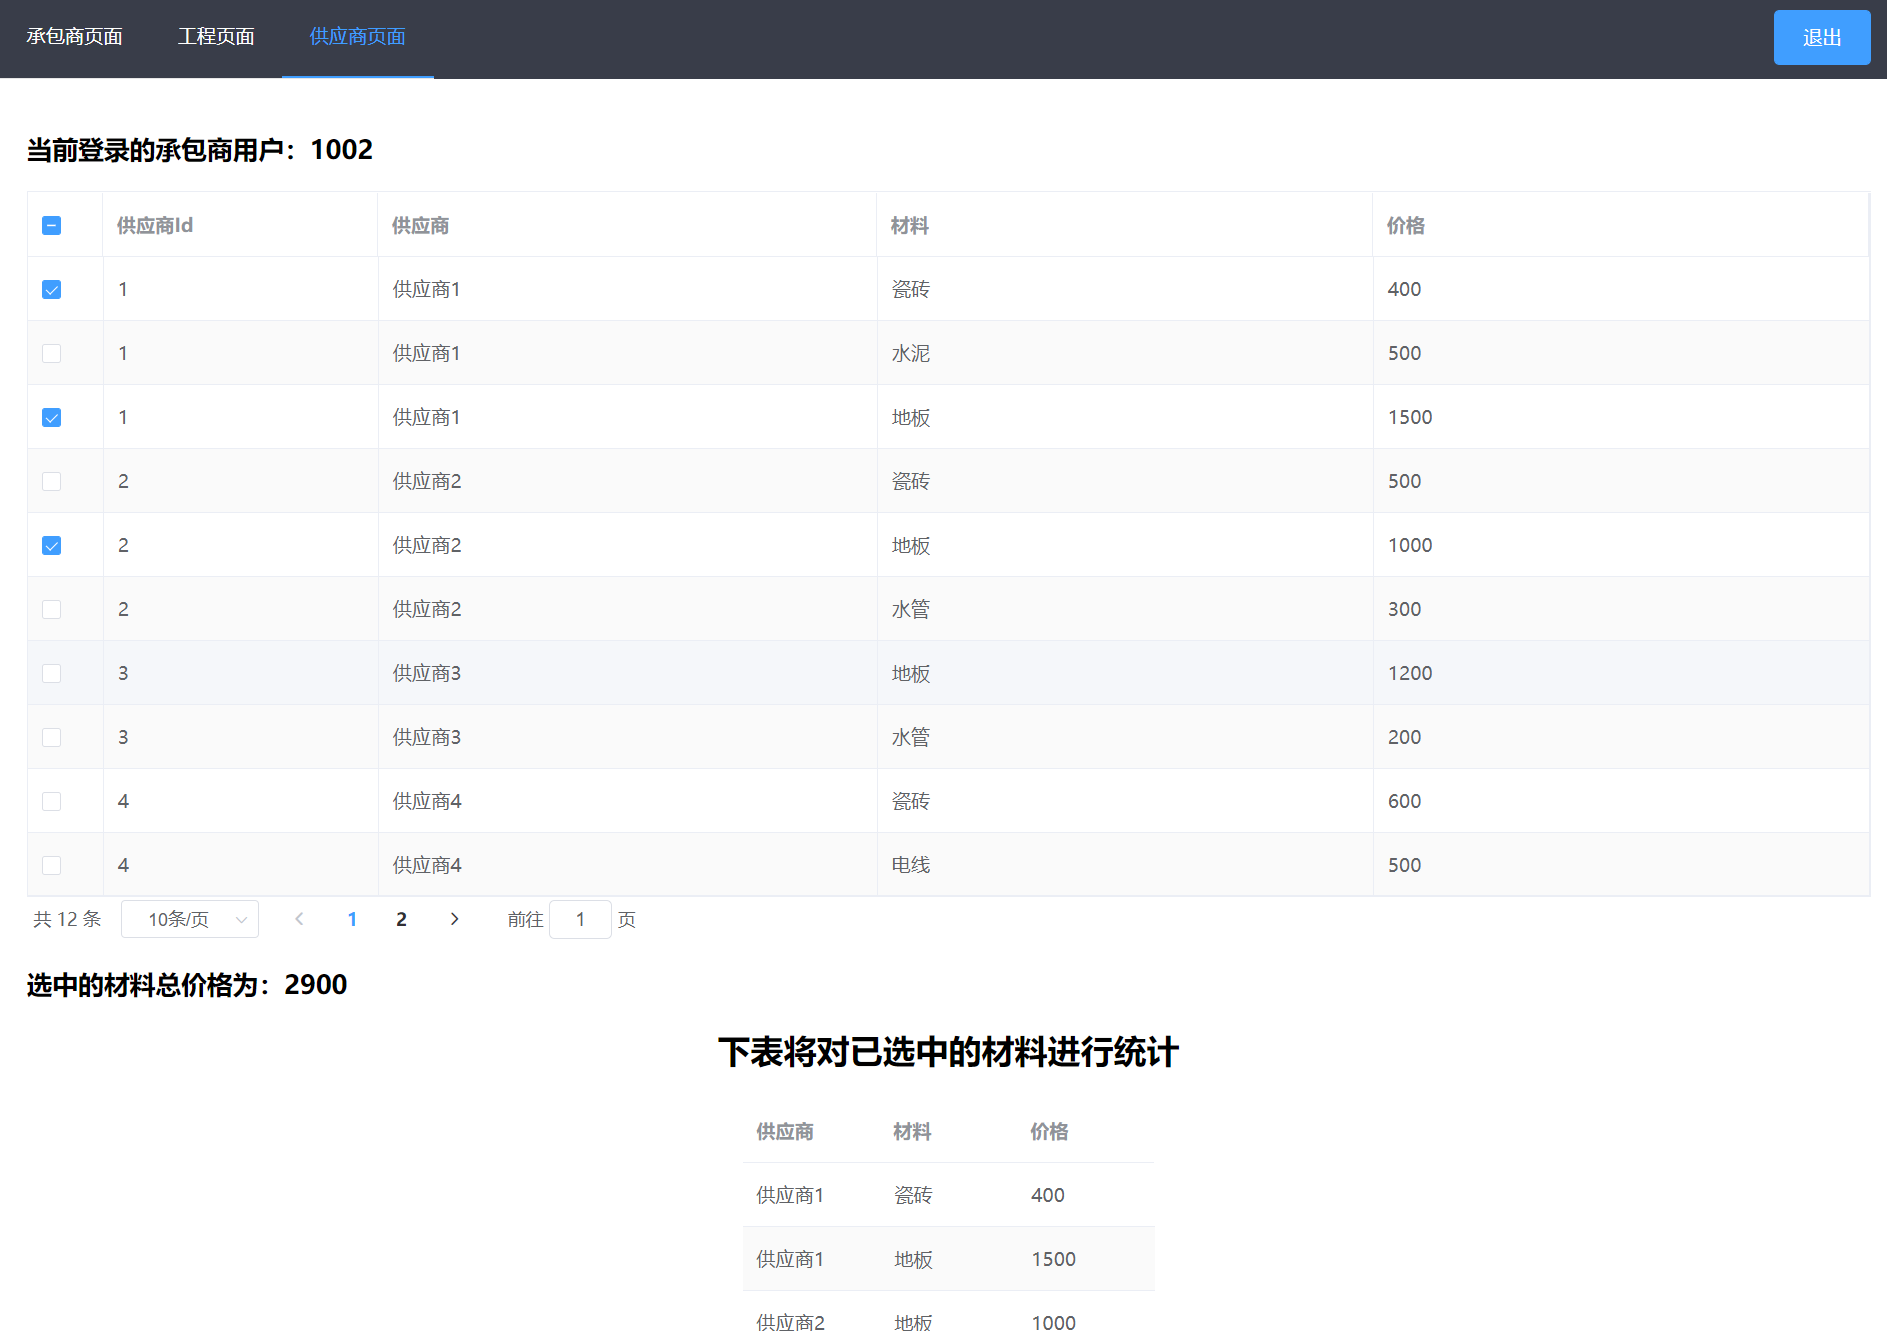 承包商页面 工程页面 供应商页面 退出
当前登录的承包商用户：1002
供应商Id 供应商 材料 价格
1 供应商1 瓷砖 400
1 供应商1 水泥 500
1 供应商1 地板 1500
2 供应商2 瓷砖 500
2 供应商2 地板 1000
2 供应商2 水管 300
3 供应商3 地板 1200
3 供应商3 水管 200
4 供应商4 瓷砖 600
4 供应商4 电线 500
共 12 条 10条/页 1 2 前往 1 页
选中的材料总价格为：2900
下表将对已选中的材料进行统计
供应商 材料 价格
供应商1 瓷砖 400
供应商1 地板 1500
供应商2 地板 1000